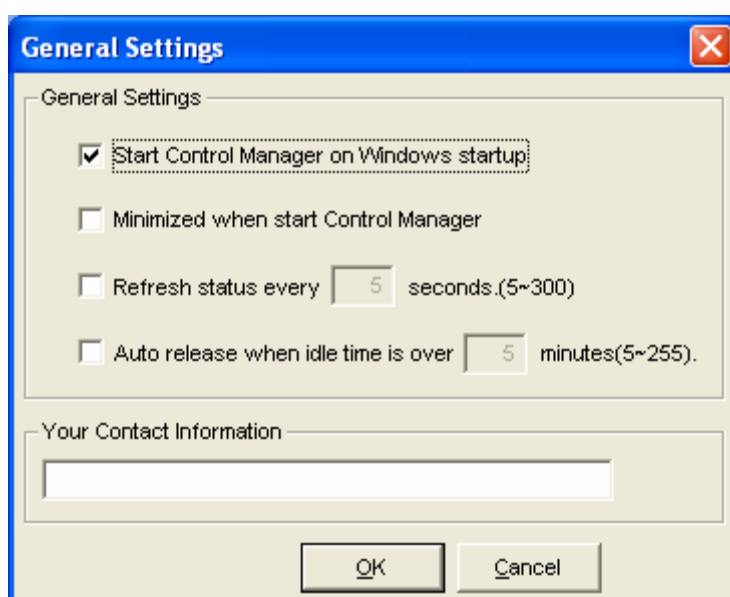 General Settings
General Settings
Start Control Manager on Windows startup
Minimized when start Control Manager
Refresh status every 5 seconds.(5~300)
Auto release when idle time is over 5 minutes(5~255).
Your Contact Information
OK Cancel